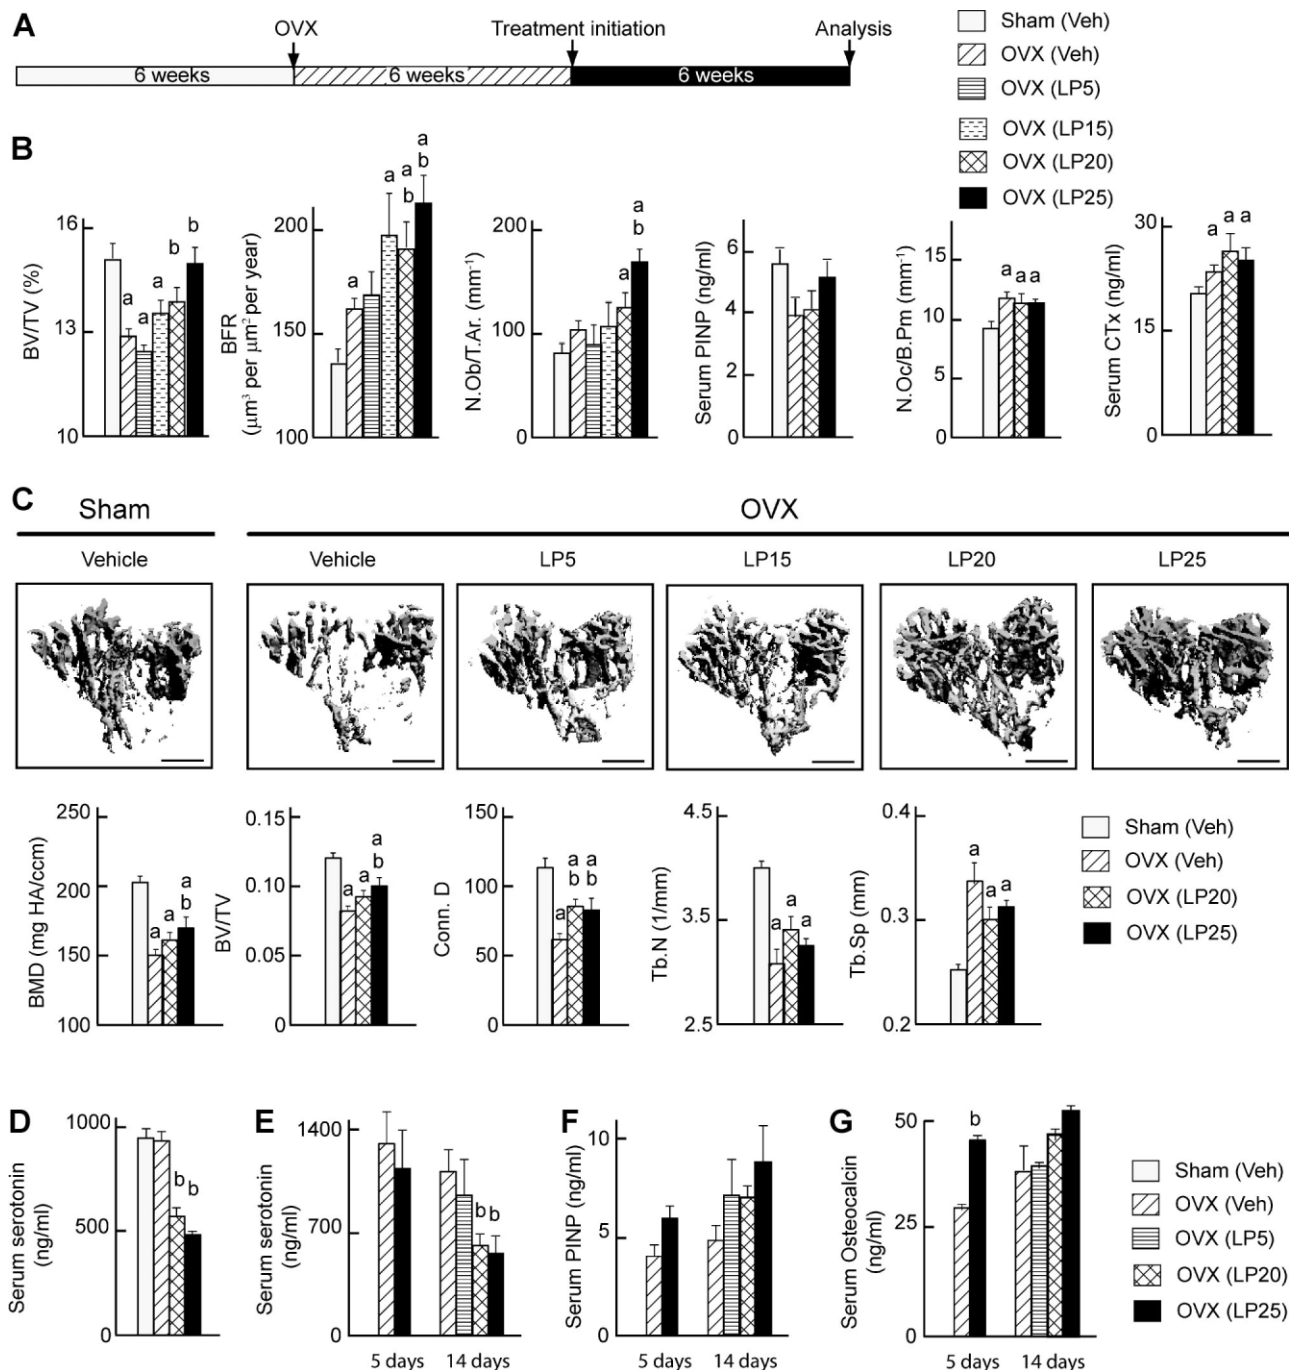 A
OVX
Treatment initiation
Analysis
6 weeks
6 weeks
6 weeks
Sham (Veh)
OVX (Veh)
OVX (LP5)
OVX (LP15)
OVX (LP20)
OVX (LP25)
B
BV/TV (%)
16
13
10
a
a
a
b
b
BFR
(µm³ per µm² per year)
200
150
100
a
a
a
b
a
b
N.Ob/T.Ar. (mm⁻¹)
200
100
0
a
a
b
Serum PINP (ng/ml)
6
4
2
0
N.Oc/B.Pm (mm⁻¹)
15
10
5
0
a
a
a
Serum CTx (ng/ml)
30
15
0
a
a
a
C
Sham
OVX
Vehicle
Vehicle
LP5
LP15
LP20
LP25
BMD (mg HA/ccm)
250
200
150
100
a
a
a
b
BV/TV
0.15
0.10
0.05
0
a
a
a
b
Conn. D
150
100
50
0
a
a
b
a
b
Tb.N (1/mm)
4.5
3.5
2.5
a
a
a
Tb.Sp (mm)
0.4
0.3
0.2
a
a
a
Sham (Veh)
OVX (Veh)
OVX (LP20)
OVX (LP25)
D
Serum serotonin
(ng/ml)
1000
500
0
b
b
E
Serum serotonin
(ng/ml)
1400
700
0
b
b
5 days
14 days
F
Serum PINP (ng/ml)
10
5
0
5 days
14 days
G
Serum Osteocalcin
(ng/ml)
50
25
0
b
5 days
14 days
Sham (Veh)
OVX (Veh)
OVX (LP5)
OVX (LP20)
OVX (LP25)